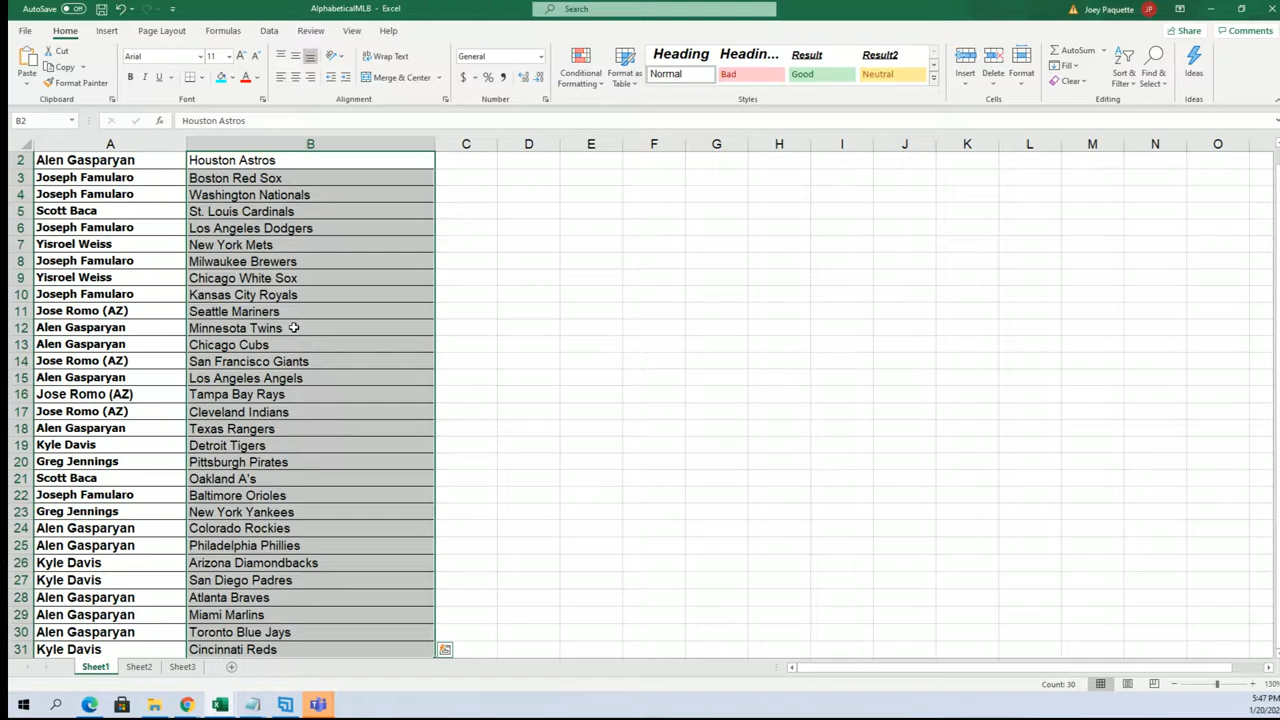 AutoSave Off AlphabeticalMLB - Excel Search Joey Paquette JP
File Home Insert Page Layout Formulas Data Review View Help Share Comments
Paste Cut Copy Format Painter Clipboard
Arial 11 B I U A A A Font
Wrap Text Merge & Center Alignment
General $ % , Number
Conditional Formatting Format as Table Heading Headin... Result Result2 Normal Bad Good Neutral Styles
Insert Delete Format Cells
AutoSum Fill Clear Sort & Filter Find & Select Editing
Ideas Ideas
B2 fx Houston Astros
A B C D E F G H I J K L M N O
2 Alen Gasparyan Houston Astros
3 Joseph Famularo Boston Red Sox
4 Joseph Famularo Washington Nationals
5 Scott Baca St. Louis Cardinals
6 Joseph Famularo Los Angeles Dodgers
7 Yisroel Weiss New York Mets
8 Joseph Famularo Milwaukee Brewers
9 Yisroel Weiss Chicago White Sox
10 Joseph Famularo Kansas City Royals
11 Jose Romo (AZ) Seattle Mariners
12 Alen Gasparyan Minnesota Twins
13 Alen Gasparyan Chicago Cubs
14 Jose Romo (AZ) San Francisco Giants
15 Alen Gasparyan Los Angeles Angels
16 Jose Romo (AZ) Tampa Bay Rays
17 Jose Romo (AZ) Cleveland Indians
18 Alen Gasparyan Texas Rangers
19 Kyle Davis Detroit Tigers
20 Greg Jennings Pittsburgh Pirates
21 Scott Baca Oakland A's
22 Joseph Famularo Baltimore Orioles
23 Greg Jennings New York Yankees
24 Alen Gasparyan Colorado Rockies
25 Alen Gasparyan Philadelphia Phillies
26 Kyle Davis Arizona Diamondbacks
27 Kyle Davis San Diego Padres
28 Alen Gasparyan Atlanta Braves
29 Alen Gasparyan Miami Marlins
30 Alen Gasparyan Toronto Blue Jays
31 Kyle Davis Cincinnati Reds
Sheet1 Sheet2 Sheet3
Count: 30 130%
5:47 PM